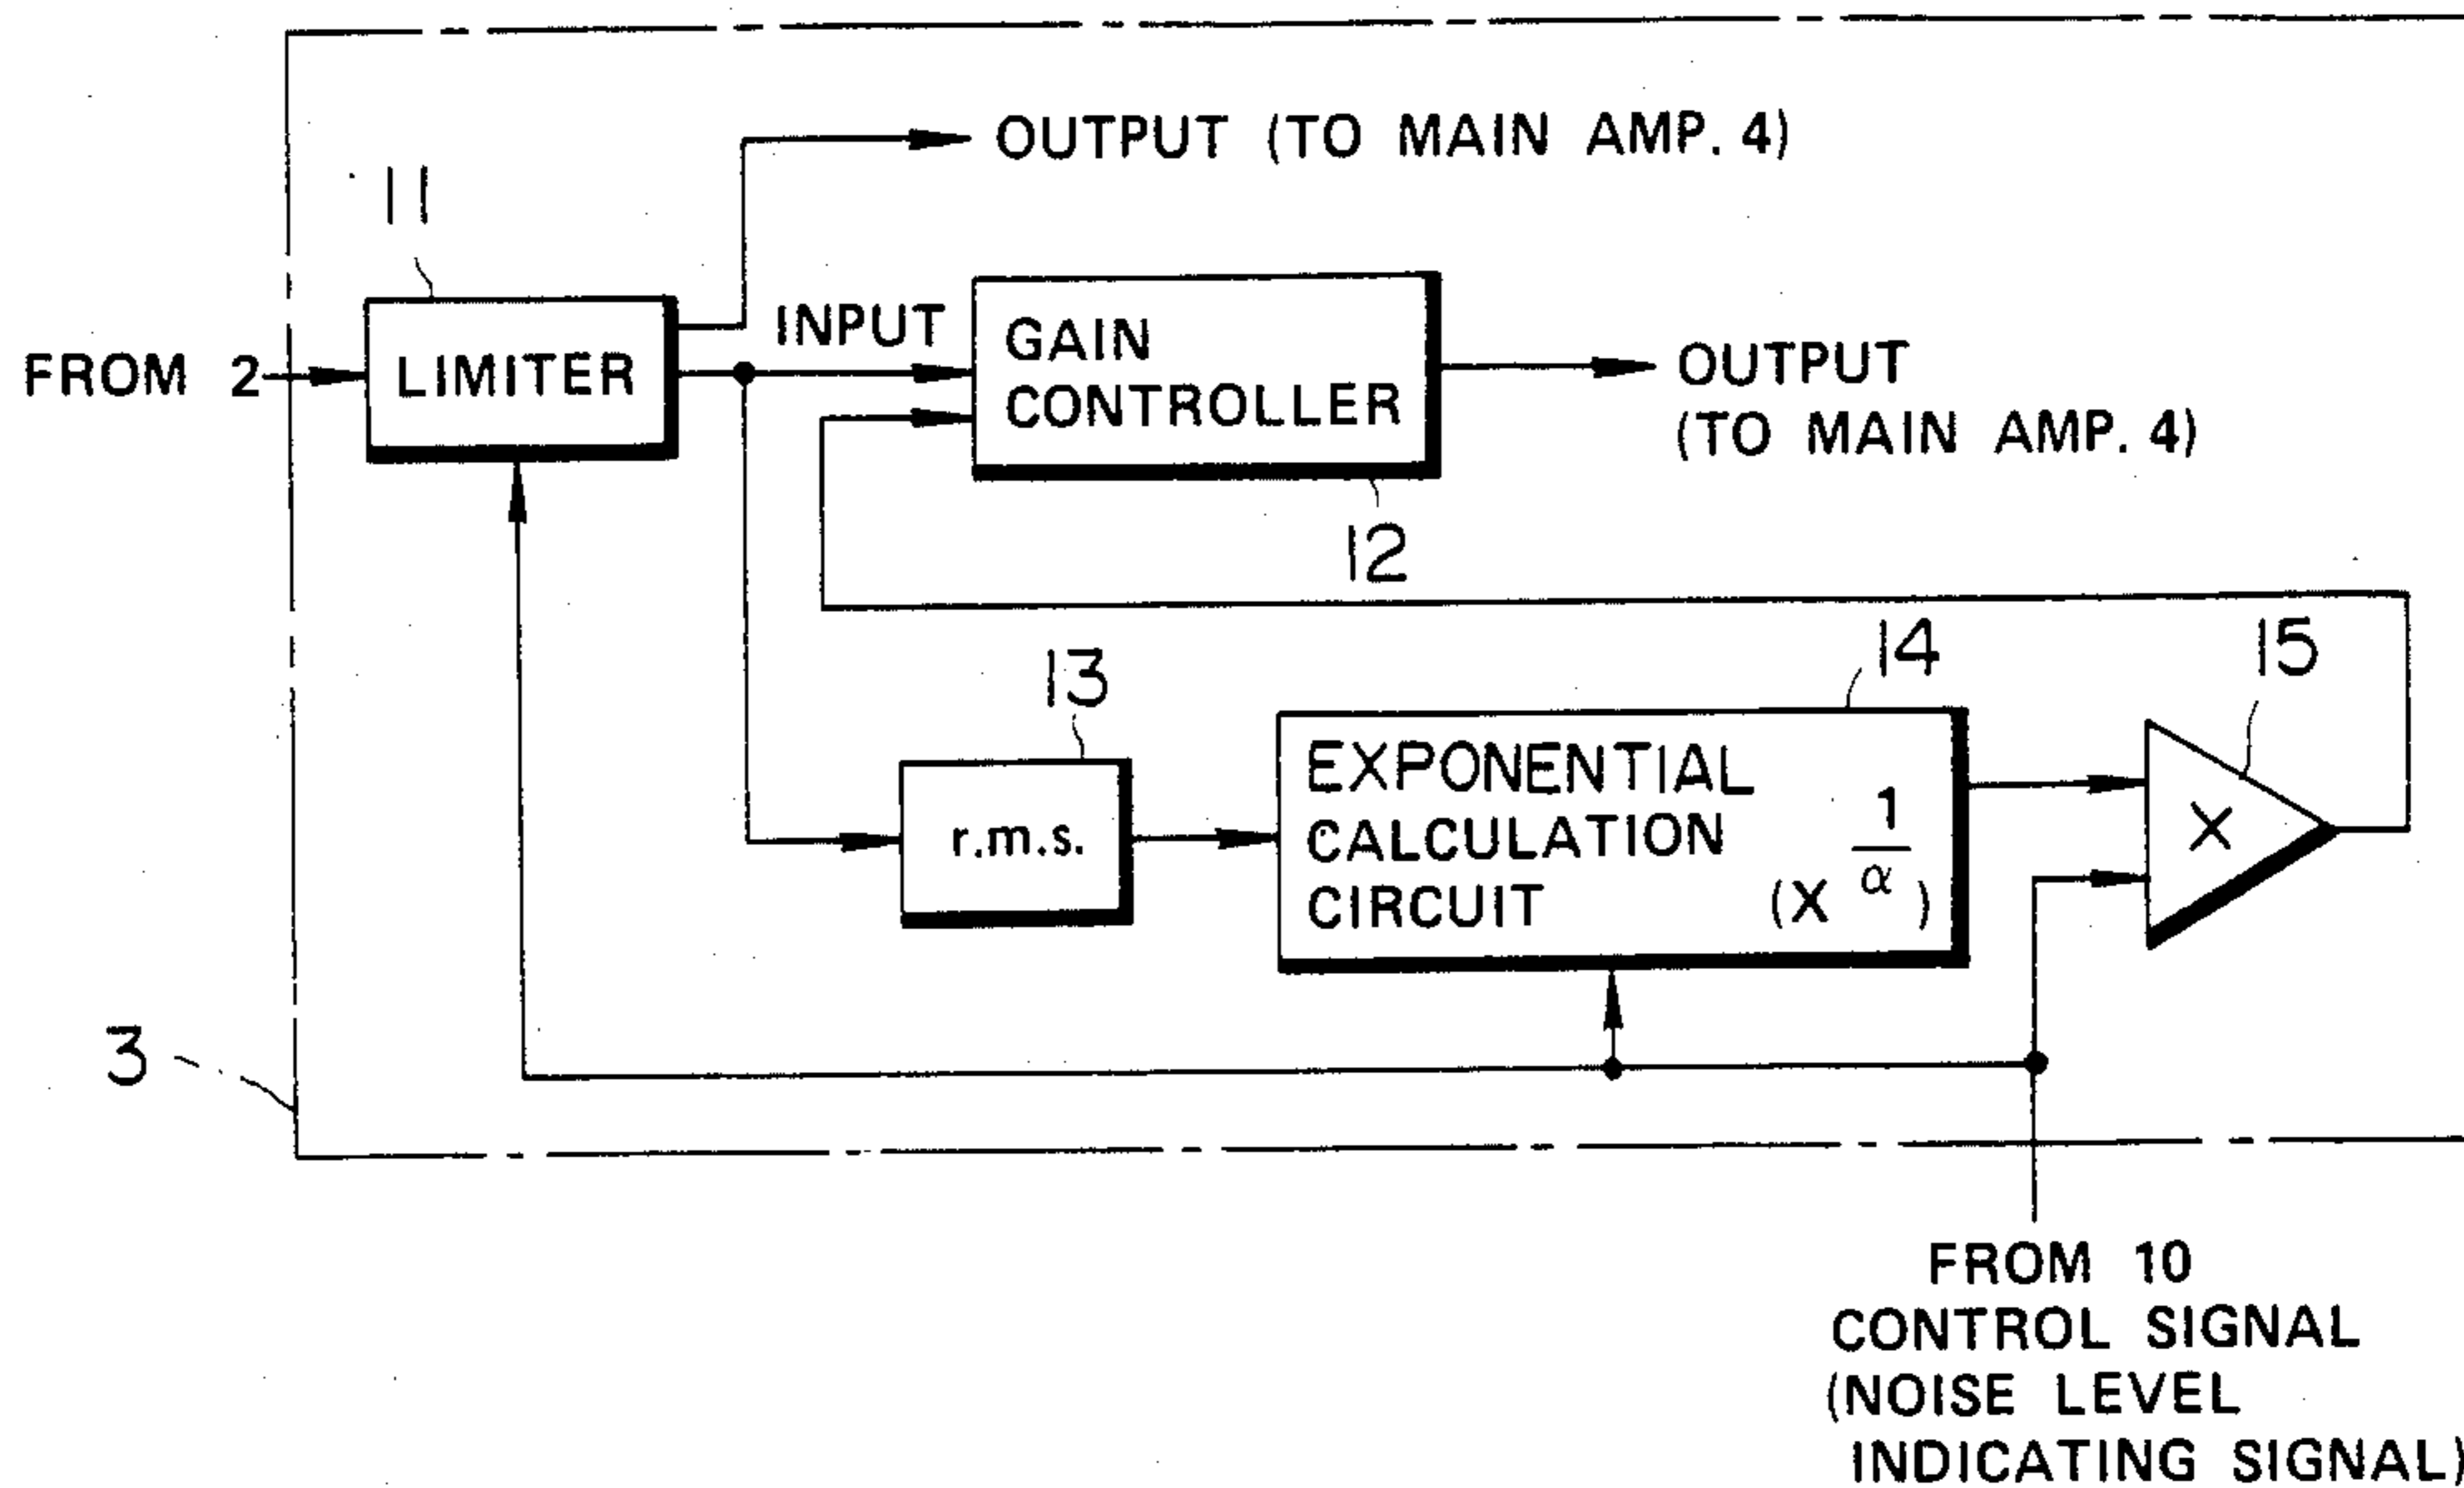 OUTPUT (TO MAIN AMP. 4)
11
INPUT
FROM 2
LIMITER
GAIN
CONTROLLER
OUTPUT
(TO MAIN AMP. 4)
12
13
14
15
r.m.s.
EXPONENTIAL
CALCULATION
CIRCUIT (X^{1/α})
X
3
FROM 10
CONTROL SIGNAL
(NOISE LEVEL
INDICATING SIGNAL)